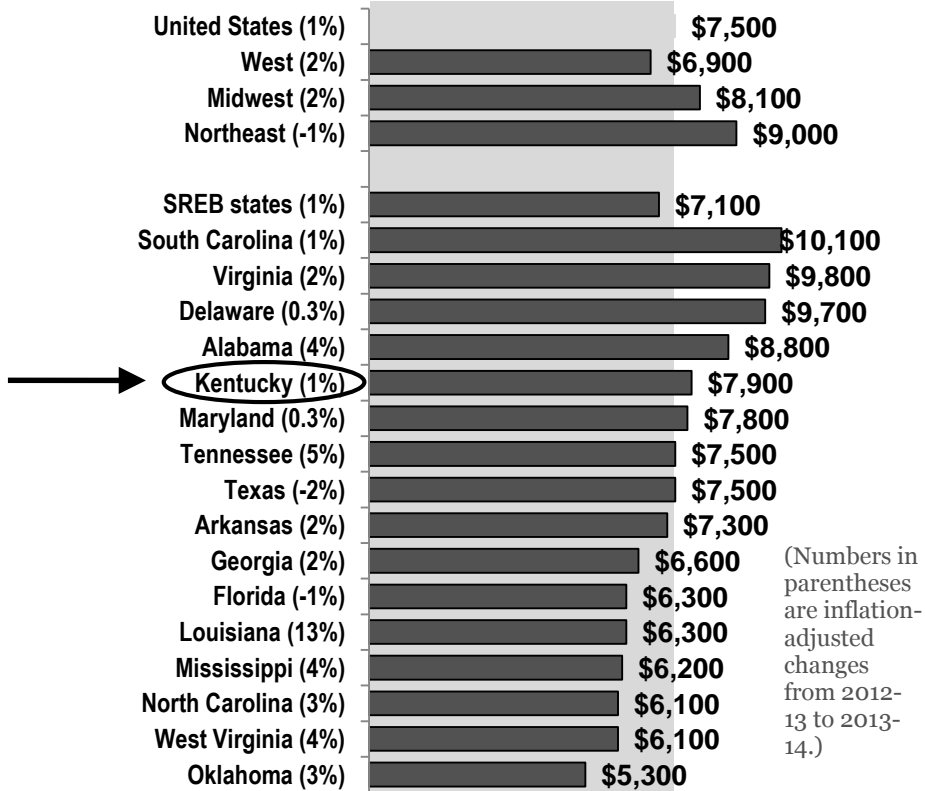 United States (1%) $7,500
West (2%) $6,900
Midwest (2%) $8,100
Northeast (-1%) $9,000
SREB states (1%) $7,100
South Carolina (1%) $10,100
Virginia (2%) $9,800
Delaware (0.3%) $9,700
Alabama (4%) $8,800
Kentucky (1%) $7,900
Maryland (0.3%) $7,800
Tennessee (5%) $7,500
Texas (-2%) $7,500
Arkansas (2%) $7,300
Georgia (2%) $6,600
Florida (-1%) $6,300
Louisiana (13%) $6,300
Mississippi (4%) $6,200
North Carolina (3%) $6,100
West Virginia (4%) $6,100
Oklahoma (3%) $5,300
(Numbers in
parentheses
are inflation-
adjusted
changes
from 2012-
13 to 2013-
14.)